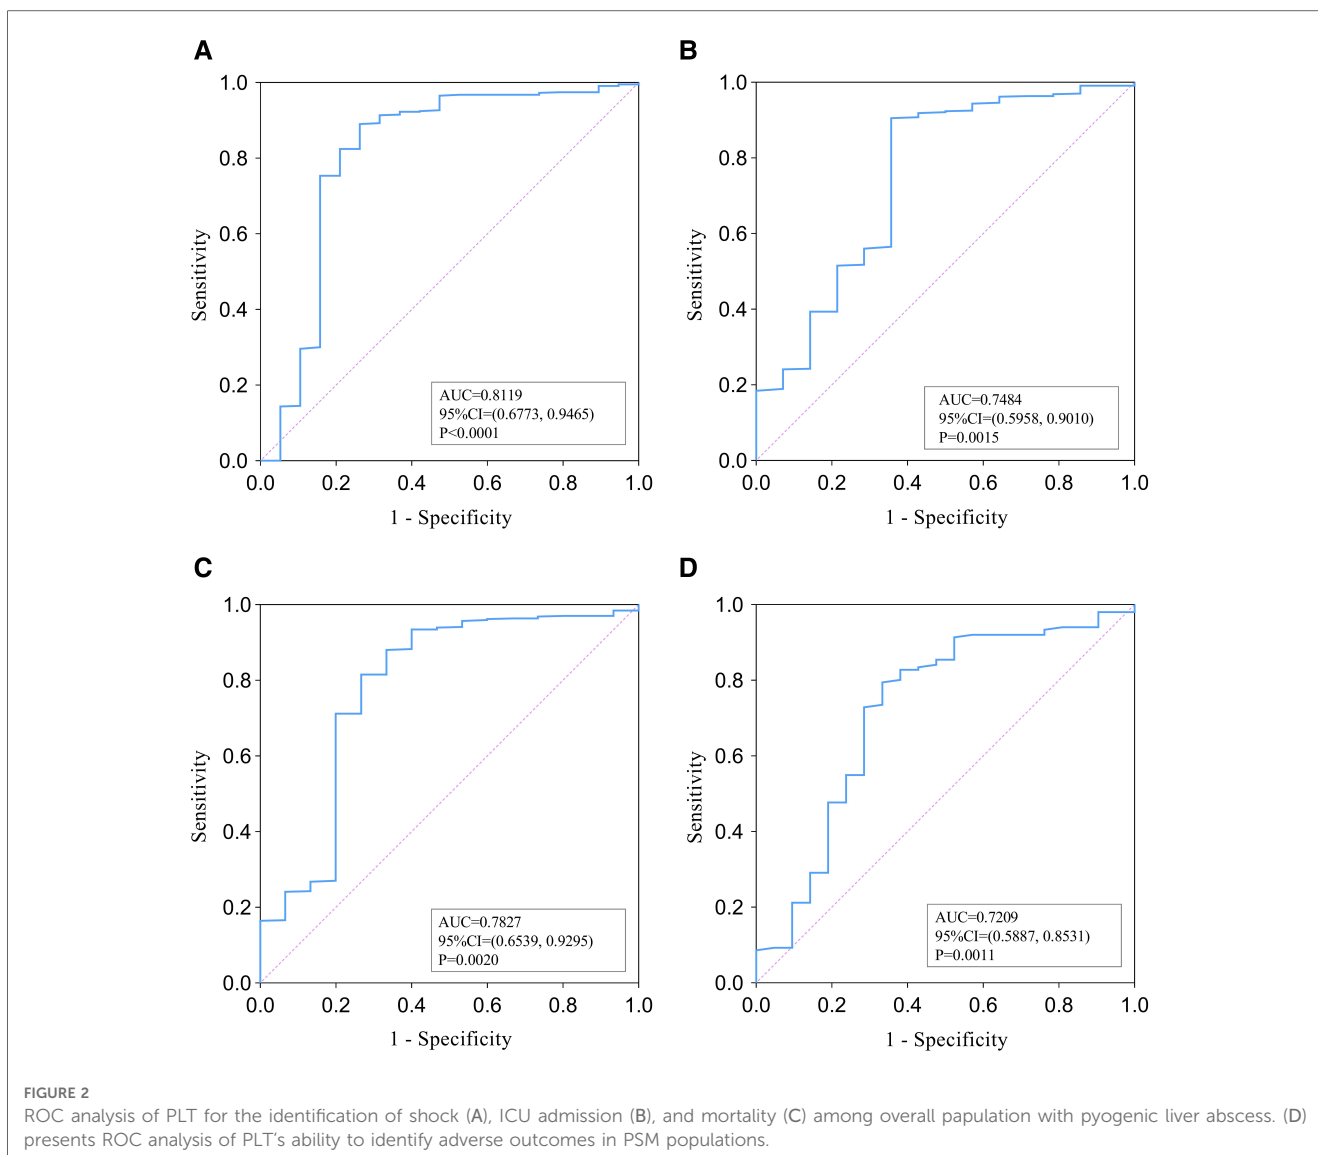 A
1.0
0.8
0.6
0.4
0.2
0.0
Sensitivity
AUC=0.8119
95%CI=(0.6773, 0.9465)
P<0.0001
0.0 0.2 0.4 0.6 0.8 1.0
1 - Specificity
B
1.0
0.8
0.6
0.4
0.2
0.0
Sensitivity
AUC=0.7484
95%CI=(0.5958, 0.9010)
P=0.0015
0.0 0.2 0.4 0.6 0.8 1.0
1 - Specificity
C
1.0
0.8
0.6
0.4
0.2
0.0
Sensitivity
AUC=0.7827
95%CI=(0.6539, 0.9295)
P=0.0020
0.0 0.2 0.4 0.6 0.8 1.0
1 - Specificity
D
1.0
0.8
0.6
0.4
0.2
0.0
Sensitivity
AUC=0.7209
95%CI=(0.5887, 0.8531)
P=0.0011
0.0 0.2 0.4 0.6 0.8 1.0
1 - Specificity
FIGURE 2
ROC analysis of PLT for the identification of shock (A), ICU admission (B), and mortality (C) among overall papulation with pyogenic liver abscess. (D)
presents ROC analysis of PLT's ability to identify adverse outcomes in PSM populations.